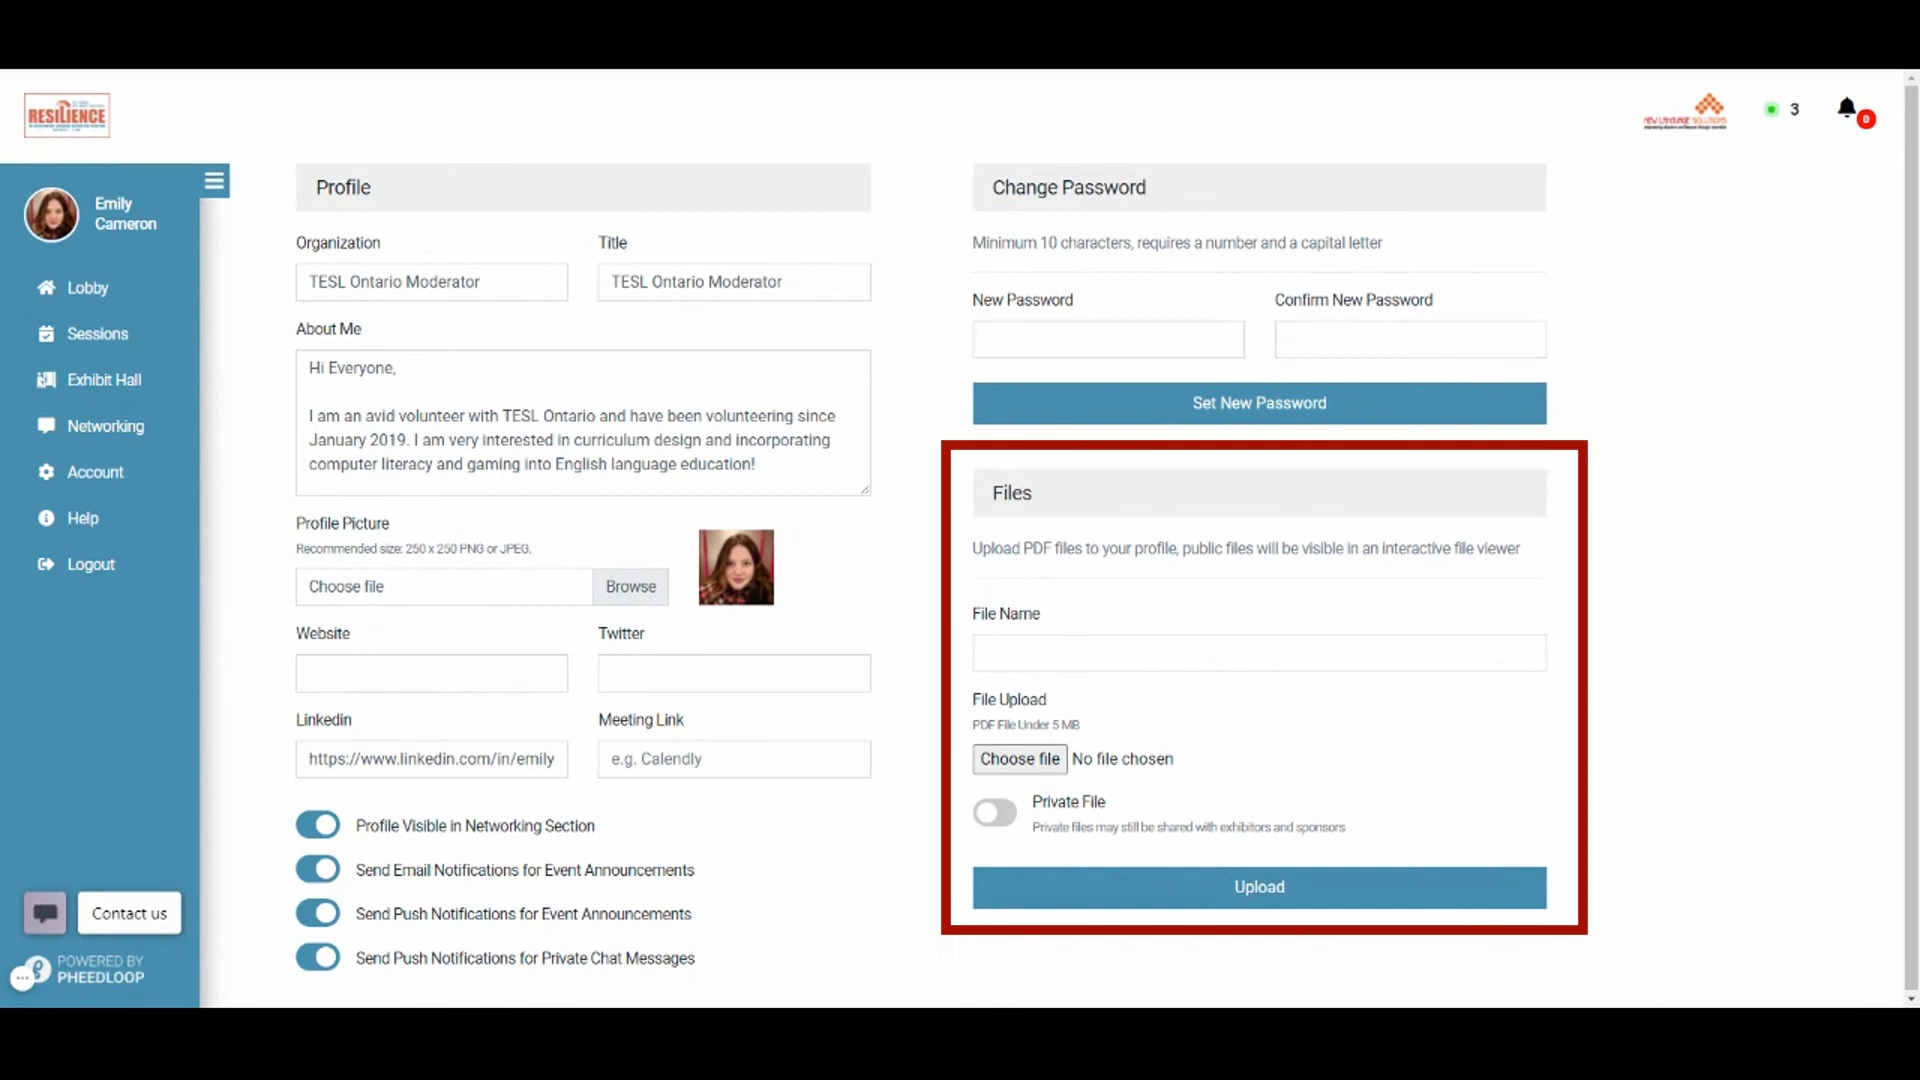 RESILIENCE
NEW LANGUAGE SOLUTIONS
3
0
Emily
Cameron
Lobby
Sessions
Exhibit Hall
Networking
Account
Help
Logout
Contact us
POWERED BY
PHEEDLOOP
Profile
Organization
Title
TESL Ontario Moderator
TESL Ontario Moderator
About Me
Hi Everyone,
I am an avid volunteer with TESL Ontario and have been volunteering since
January 2019. I am very interested in curriculum design and incorporating
computer literacy and gaming into English language education!
Profile Picture
Recommended size: 250 x 250 PNG or JPEG.
Choose file
Browse
Website
Twitter
Linkedin
Meeting Link
https://www.linkedin.com/in/emily
e.g. Calendly
Profile Visible in Networking Section
Send Email Notifications for Event Announcements
Send Push Notifications for Event Announcements
Send Push Notifications for Private Chat Messages
Change Password
Minimum 10 characters, requires a number and a capital letter
New Password
Confirm New Password
Set New Password
Files
Upload PDF files to your profile, public files will be visible in an interactive file viewer
File Name
File Upload
PDF File Under 5 MB
Choose file No file chosen
Private File
Private files may still be shared with exhibitors and sponsors
Upload